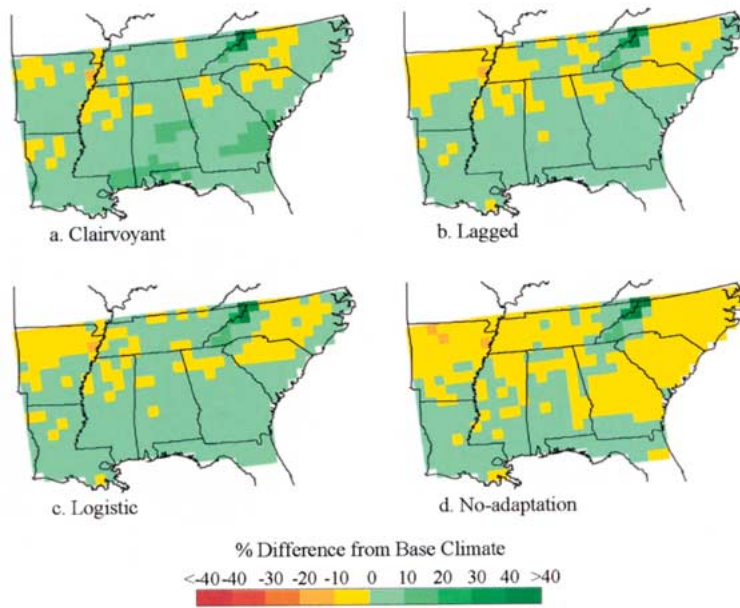 a. Clairvoyant
b. Lagged
c. Logistic
d. No-adaptation
% Difference from Base Climate
<-40 -40 -30 -20 -10 0 10 20 30 40 >40